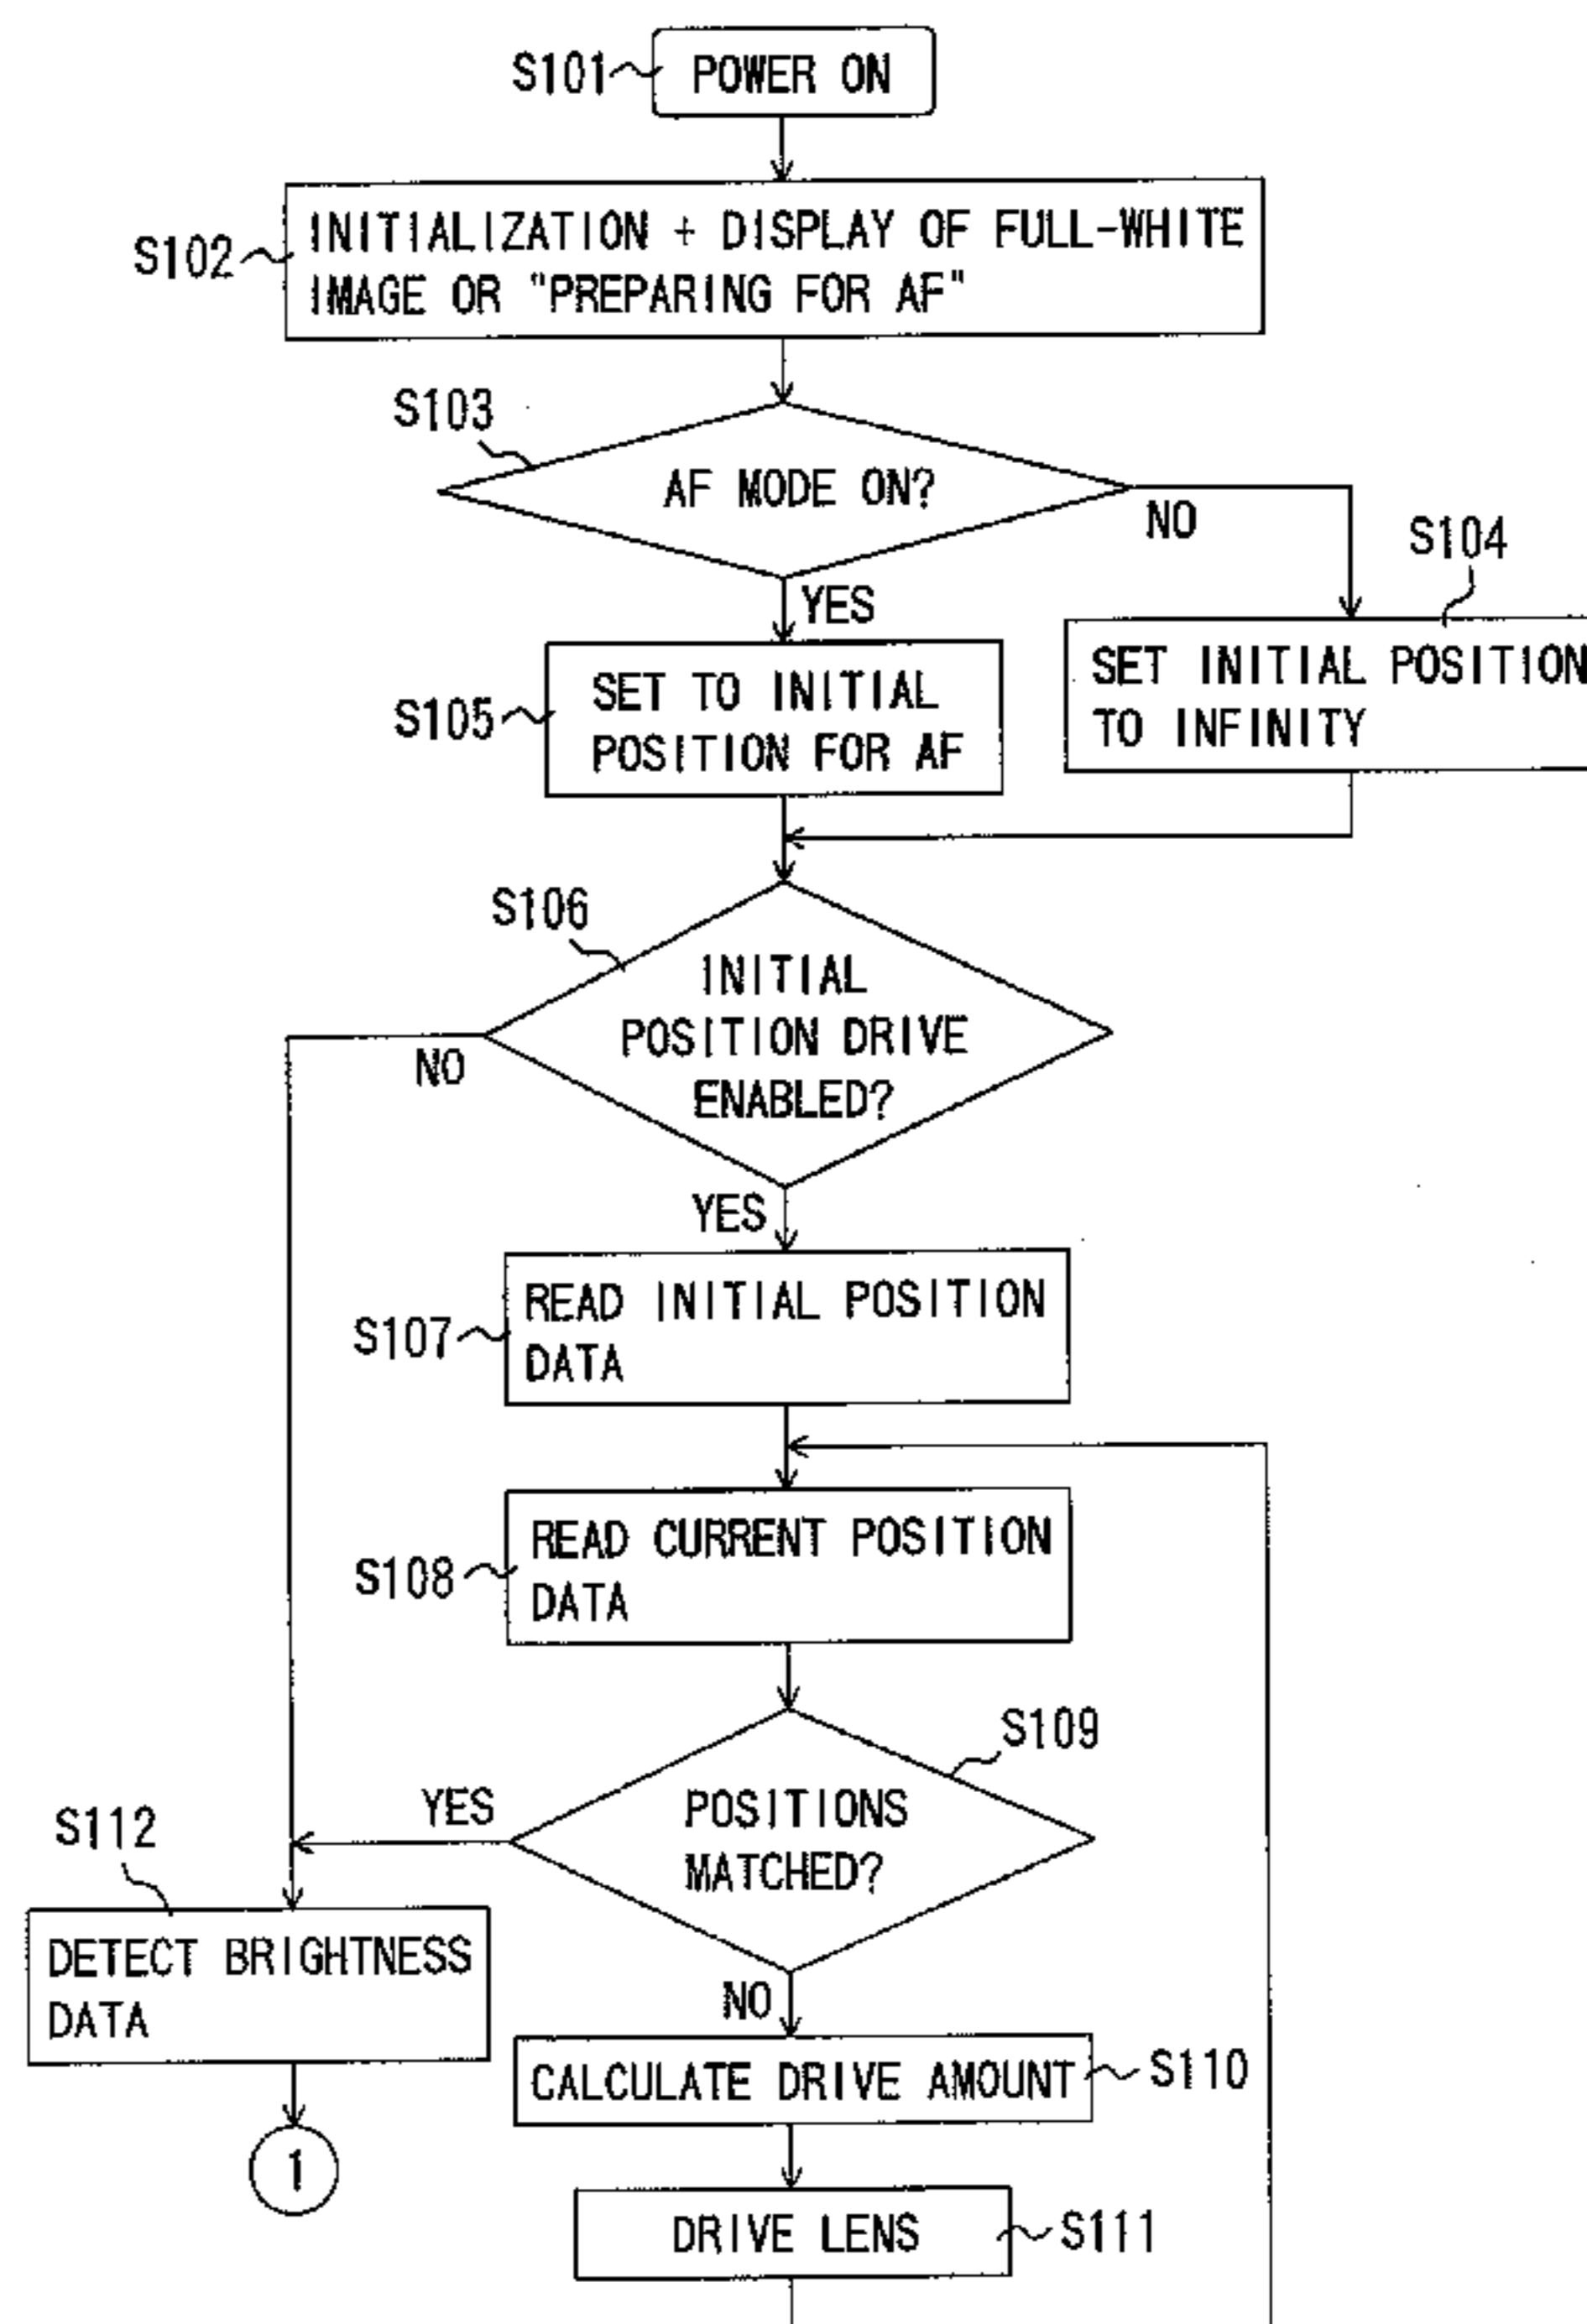 S101
POWER ON
S102
INITIALIZATION + DISPLAY OF FULL-WHITE
IMAGE OR "PREPARING FOR AF"
S103
AF MODE ON?
NO
S104
YES
SET INITIAL POSITION
TO INFINITY
S105
SET TO INITIAL
POSITION FOR AF
S106
INITIAL
POSITION DRIVE
ENABLED?
NO
YES
S107
READ INITIAL POSITION
DATA
S108
READ CURRENT POSITION
DATA
S109
YES
POSITIONS
MATCHED?
S112
DETECT BRIGHTNESS
DATA
NO
CALCULATE DRIVE AMOUNT
S110
1
DRIVE LENS
S111